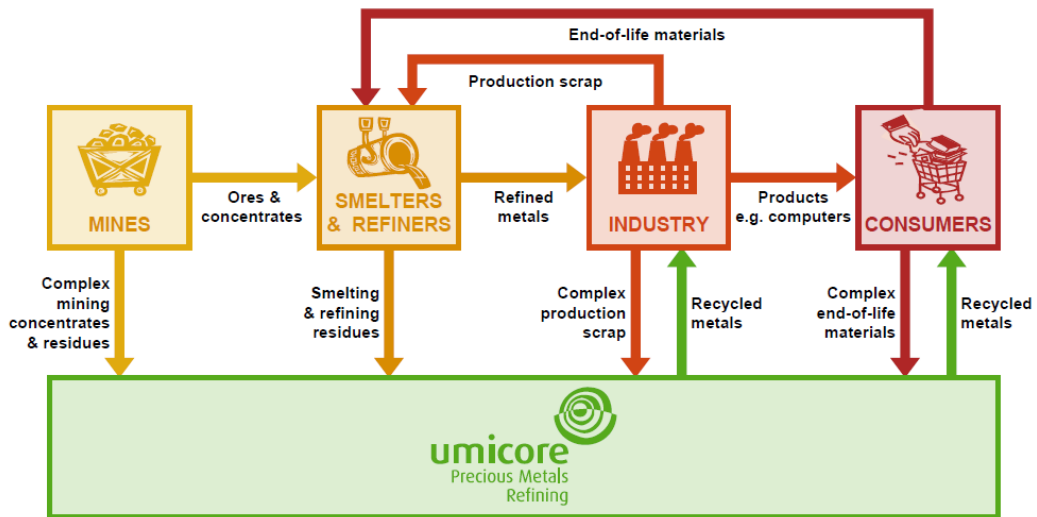 End-of-life materials
Production scrap
MINES
Ores &
concentrates
SMELTERS
& REFINERS
Refined
metals
INDUSTRY
Products
e.g. computers
CONSUMERS
Complex
mining
concentrates
& residues
Smelting
& refining
residues
Complex
production
scrap
Recycled
metals
Complex
end-of-life
materials
Recycled
metals
umicore
Precious Metals
Refining